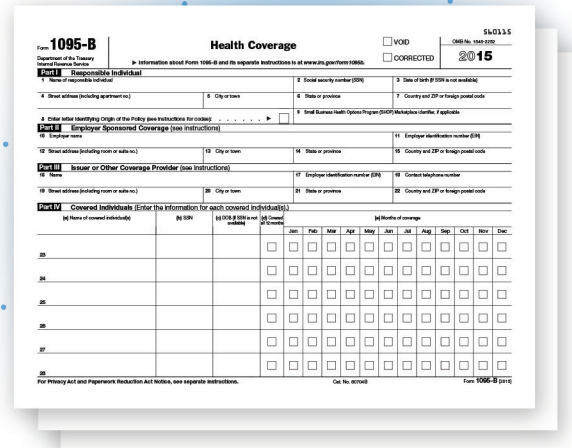 560115
Form 1095-B
Department of the Treasury
Internal Revenue Service
Health Coverage
▶ Information about Form 1095-B and its separate instructions is at www.irs.gov/form1095b.
VOID
CORRECTED
OMB No. 1545-2252
2015
Part I Responsible Individual
1 Name of responsible individual
2 Social security number (SSN)
3 Date of birth (if SSN is not available)
4 Street address (including apartment no.)
5 City or town
6 State or province
7 Country and ZIP or foreign postal code
8 Enter letter identifying Origin of the Policy (see instructions for codes): . . . . . . ▶
9 Small Business Health Options Program (SHOP) Marketplace identifier, if applicable
Part II Employer Sponsored Coverage (see instructions)
10 Employer name
11 Employer identification number (EIN)
12 Street address (including room or suite no.)
13 City or town
14 State or province
15 Country and ZIP or foreign postal code
Part III Issuer or Other Coverage Provider (see instructions)
16 Name
17 Employer identification number (EIN)
18 Contact telephone number
19 Street address (including room or suite no.)
20 City or town
21 State or province
22 Country and ZIP or foreign postal code
Part IV Covered Individuals (Enter the information for each covered individual(s).)
(a) Name of covered individual(s)
(b) SSN
(c) DOB (If SSN is not available)
(d) Covered all 12 months
(e) Months of coverage
Jan Feb Mar Apr May Jun Jul Aug Sep Oct Nov Dec
23
24
25
26
27
28
For Privacy Act and Paperwork Reduction Act Notice, see separate instructions.
Cat. No. 60704B
Form 1095-B (2015)